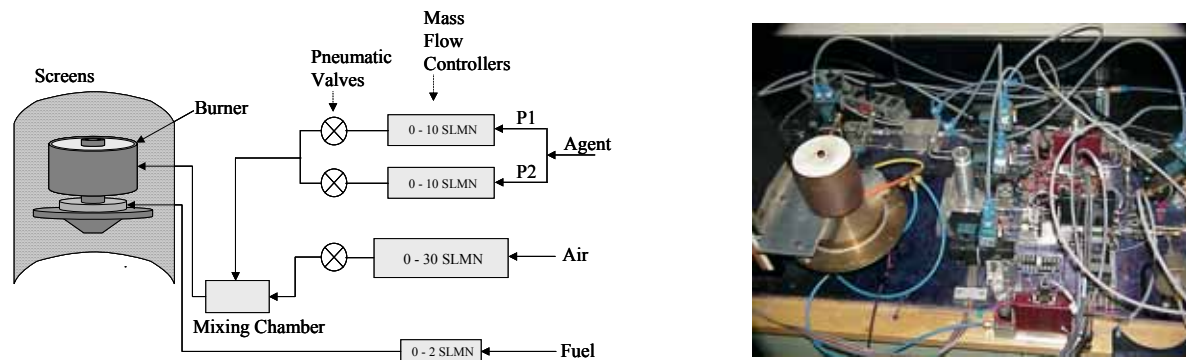 Mass
Flow
Controllers
Pneumatic
Valves
Screens
Burner
0 - 10 SLMN
P1
Agent
0 - 10 SLMN
P2
0 - 30 SLMN
Air
Mixing Chamber
0 - 2 SLMN
Fuel